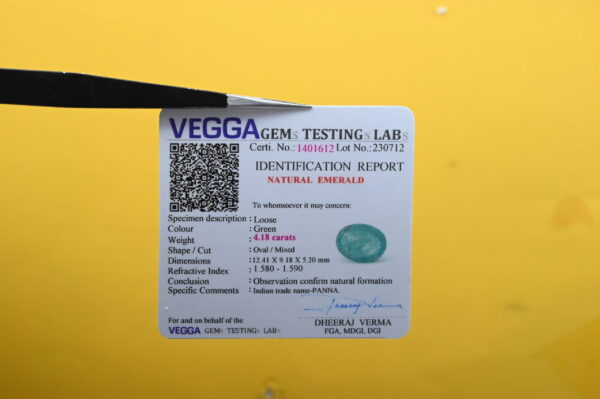 VEGGA GEMS TESTINGS LABS
Certi. No.: 1401612 Lot No.: 230712
IDENTIFICATION REPORT
NATURAL EMERALD
To whomsoever it may concern:
Specimen description : Loose
Colour : Green
Weight : 4.18 carats
Shape / Cut : Oval / Mixed
Dimensions : 12.41 X 9.18 X 5.20 mm
Refractive Index : 1.580 - 1.590
Conclusion : Observation confirm natural formation
Specific Comments : Indian trade name-PANNA.
For and on behalf of the
VEGGA GEMS TESTING LABS
DHEERAJ VERMA
FGA, MDGI, DGI